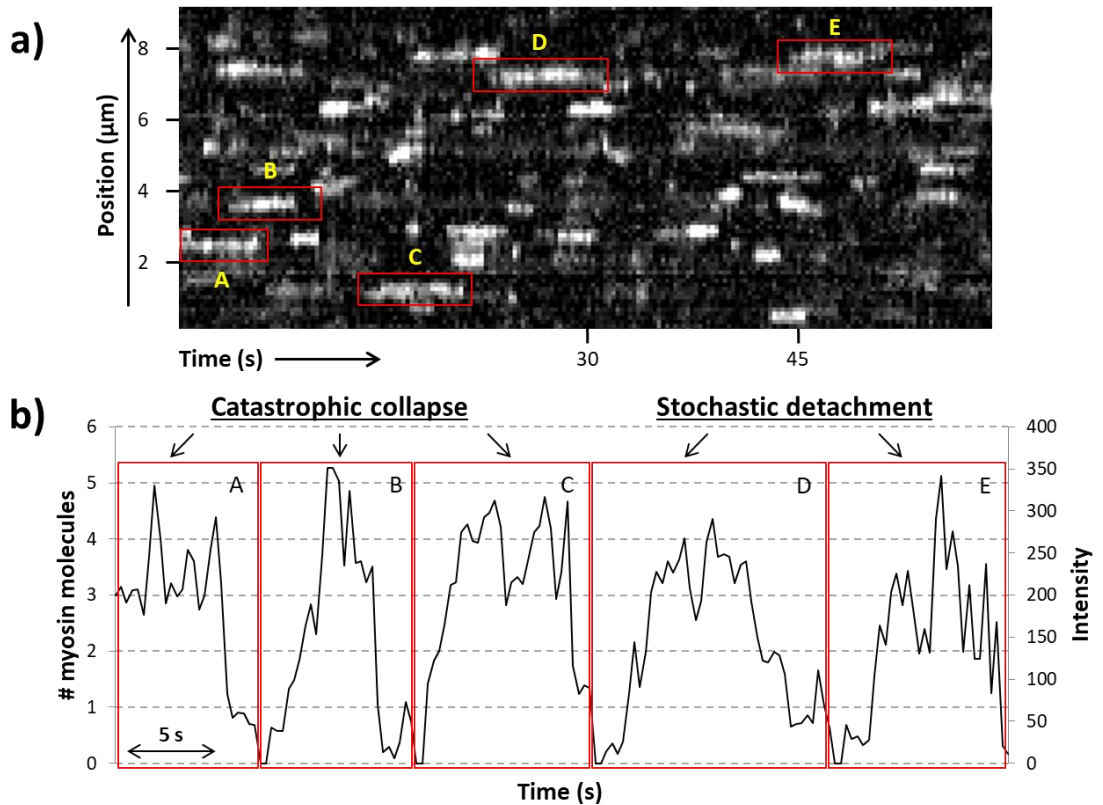 a)
Position (µm)
8
6
4
2
A
B
C
D
E
Time (s)
30
45
b)
Catastrophic collapse
Stochastic detachment
# myosin molecules
6
5
4
3
2
1
0
A
B
C
D
E
5 s
400
350
300
250
200
150
100
50
0
Intensity
Time (s)